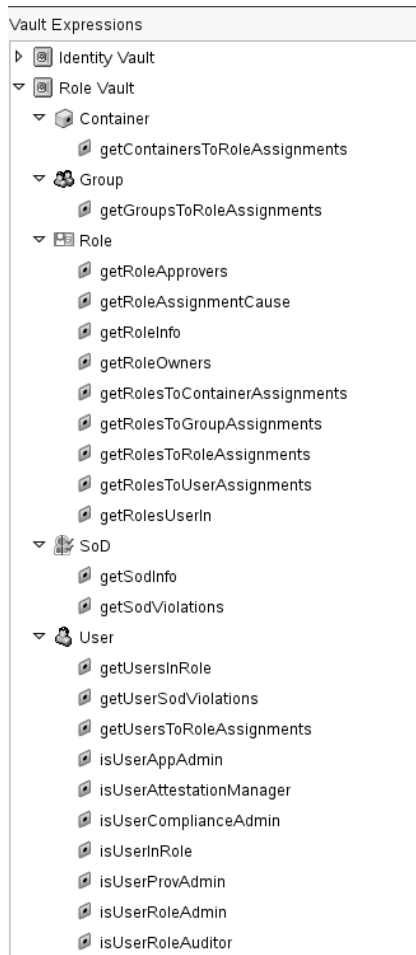 Vault Expressions
Identity Vault
Role Vault
Container
getContainersToRoleAssignments
Group
getGroupsToRoleAssignments
Role
getRoleApprovers
getRoleAssignmentCause
getRoleInfo
getRoleOwners
getRolesToContainerAssignments
getRolesToGroupAssignments
getRolesToRoleAssignments
getRolesToUserAssignments
getRolesUserIn
SoD
getSodInfo
getSodViolations
User
getUsersInRole
getUserSodViolations
getUsersToRoleAssignments
isUserAppAdmin
isUserAttestationManager
isUserComplianceAdmin
isUserInRole
isUserProvAdmin
isUserRoleAdmin
isUserRoleAuditor